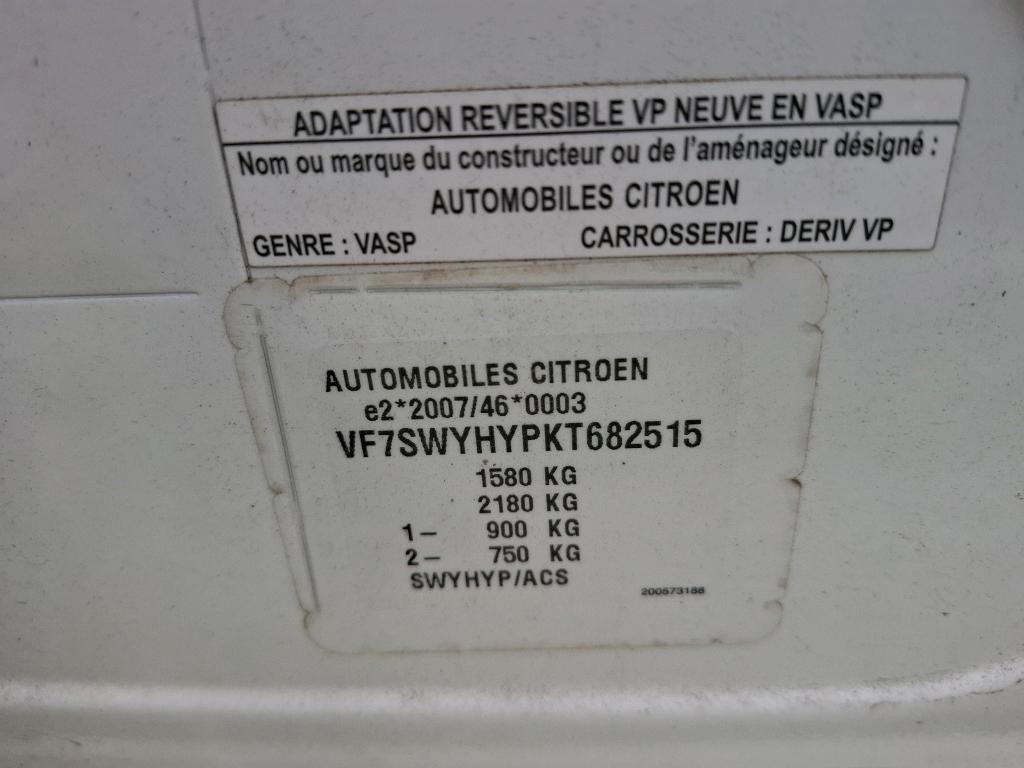 ADAPTATION REVERSIBLE VP NEUVE EN VASP
Nom ou marque du constructeur ou de l'aménageur désigné :
AUTOMOBILES CITROEN
GENRE : VASP CARROSSERIE : DERIV VP
AUTOMOBILES CITROEN
e2*2007/46*0003
VF7SWYHYPKT682515
1580 KG
2180 KG
1– 900 KG
2– 750 KG
SWYHYP/ACS
200573188